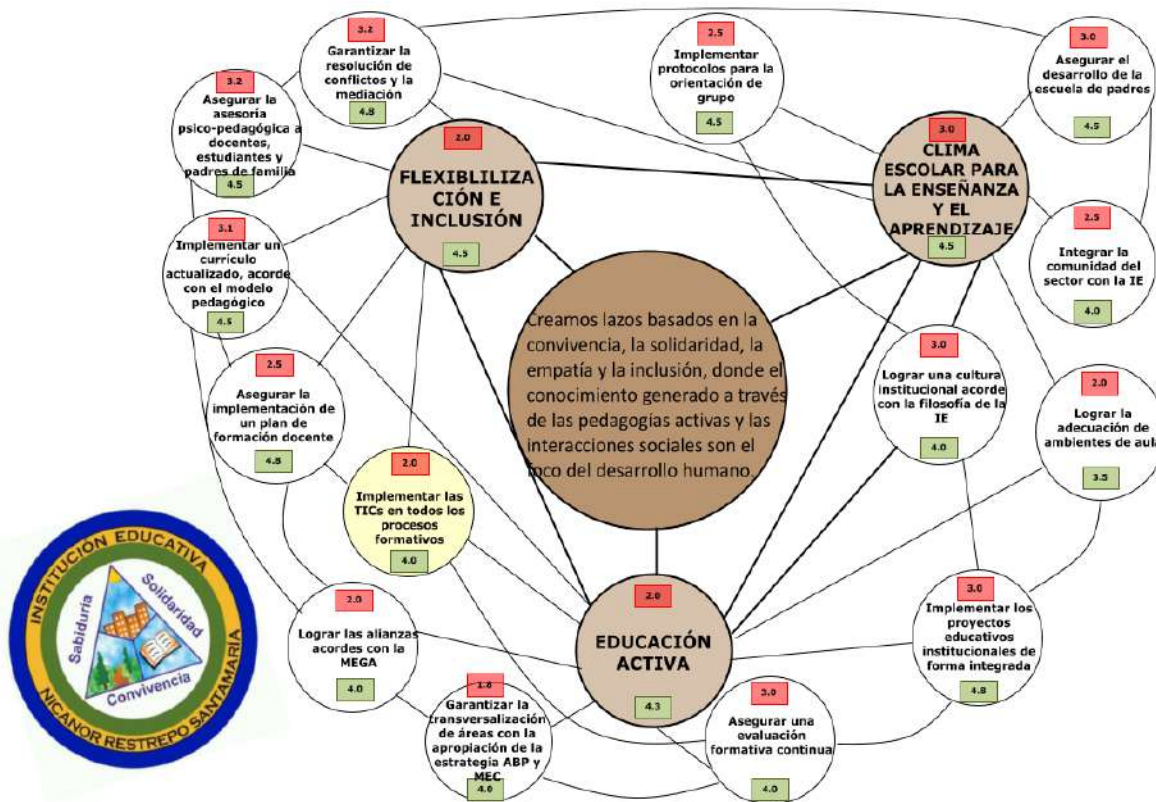 3.2
Garantizar la
resolución de
conflictos y la
mediación
4.8
2.5
Implementar
protocolos para la
orientación de
grupo
4.5
3.0
Asegurar el
desarrollo de la
escuela de padres
4.5
3.2
Asegurar la
asesoría
psico-pedagógica a
docentes,
estudiantes y
padres de familia
4.5
2.0
FLEXIBLILIZA
CIÓN E
INCLUSIÓN
4.5
3.0
CLIMA
ESCOLAR PARA
LA ENSEÑANZA
Y EL
APRENDIZAJE
4.5
2.5
Integrar la
comunidad del
sector con la IE
4.0
3.1
Implementar un
currículo
actualizado, acorde
con el modelo
pedagógico
4.5
Creamos lazos basados en la
convivencia, la solidaridad, la
empatía y la inclusión, donde el
conocimiento generado a través
de las pedagogías activas y las
interacciones sociales son el
foco del desarrollo humano.
3.0
Lograr una cultura
institucional acorde
con la filosofía de la
IE
4.0
2.5
Asegurar la
implementación de
un plan de
formación docente
4.8
2.0
Lograr la
adecuación de
ambientes de aula
3.5
2.0
Implementar las
TICs en todos los
procesos
formativos
4.0
INSTITUCIÓN EDUCATIVA
Sabiduría
Solidaridad
Convivencia
NICANOR RESTREPO SANTAMARÍA
2.0
Lograr las alianzas
acordes con la
MEGA
4.0
2.0
EDUCACIÓN
ACTIVA
4.3
3.0
Implementar los
proyectos
educativos
institucionales de
forma integrada
4.8
1.8
Garantizar la
transversalización
de áreas con la
apropiación de la
estrategia ABP y
MEC
4.0
3.0
Asegurar una
evaluación
formativa continua
4.0